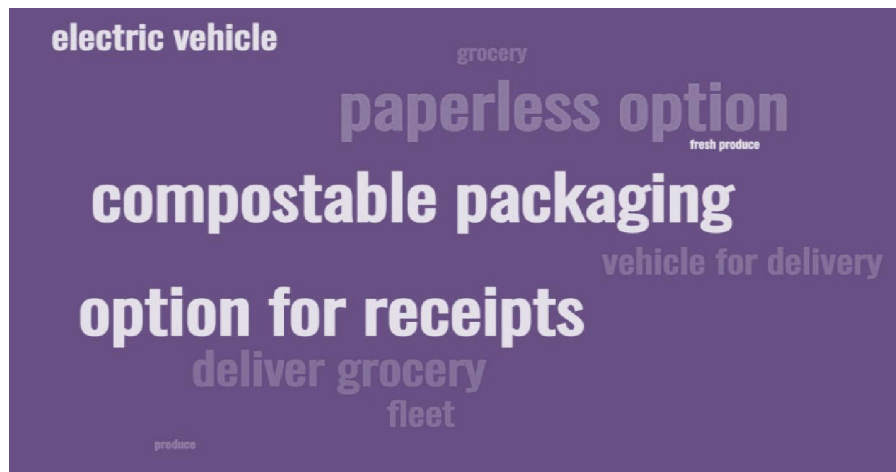 electric vehicle
grocery
paperless option
fresh produce
compostable packaging
vehicle for delivery
option for receipts
deliver grocery
fleet
produce